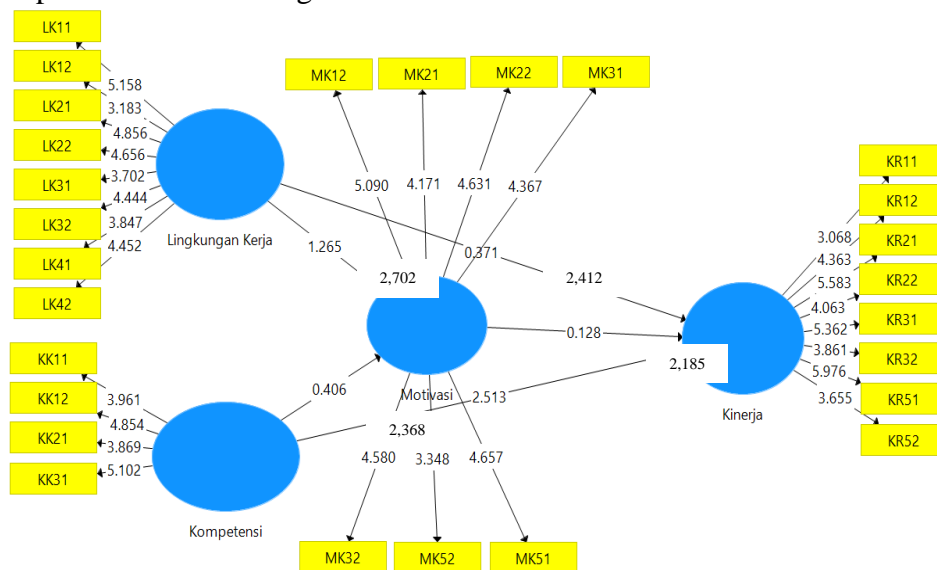 LK11
LK12
LK21
LK22
LK31
LK32
LK41
LK42
5.158
3.183
4.856
4.656
3.702
4.444
3.847
4.452
Lingkungan Kerja
MK12
MK21
MK22
MK31
5.090
4.171
4.631
4.367
1.265
0.371
2,702
2,412
KR11
KR12
KR21
KR22
KR31
KR32
KR51
KR52
3.068
4.363
5.583
4.063
5.362
3.861
5.976
3.655
0.128
2,185
Kinerja
KK11
KK12
KK21
KK31
3.961
4.854
3.869
5.102
Kompetensi
0.406
Motivasi
2.513
2,368
4.580
3.348
4.657
MK32
MK52
MK51